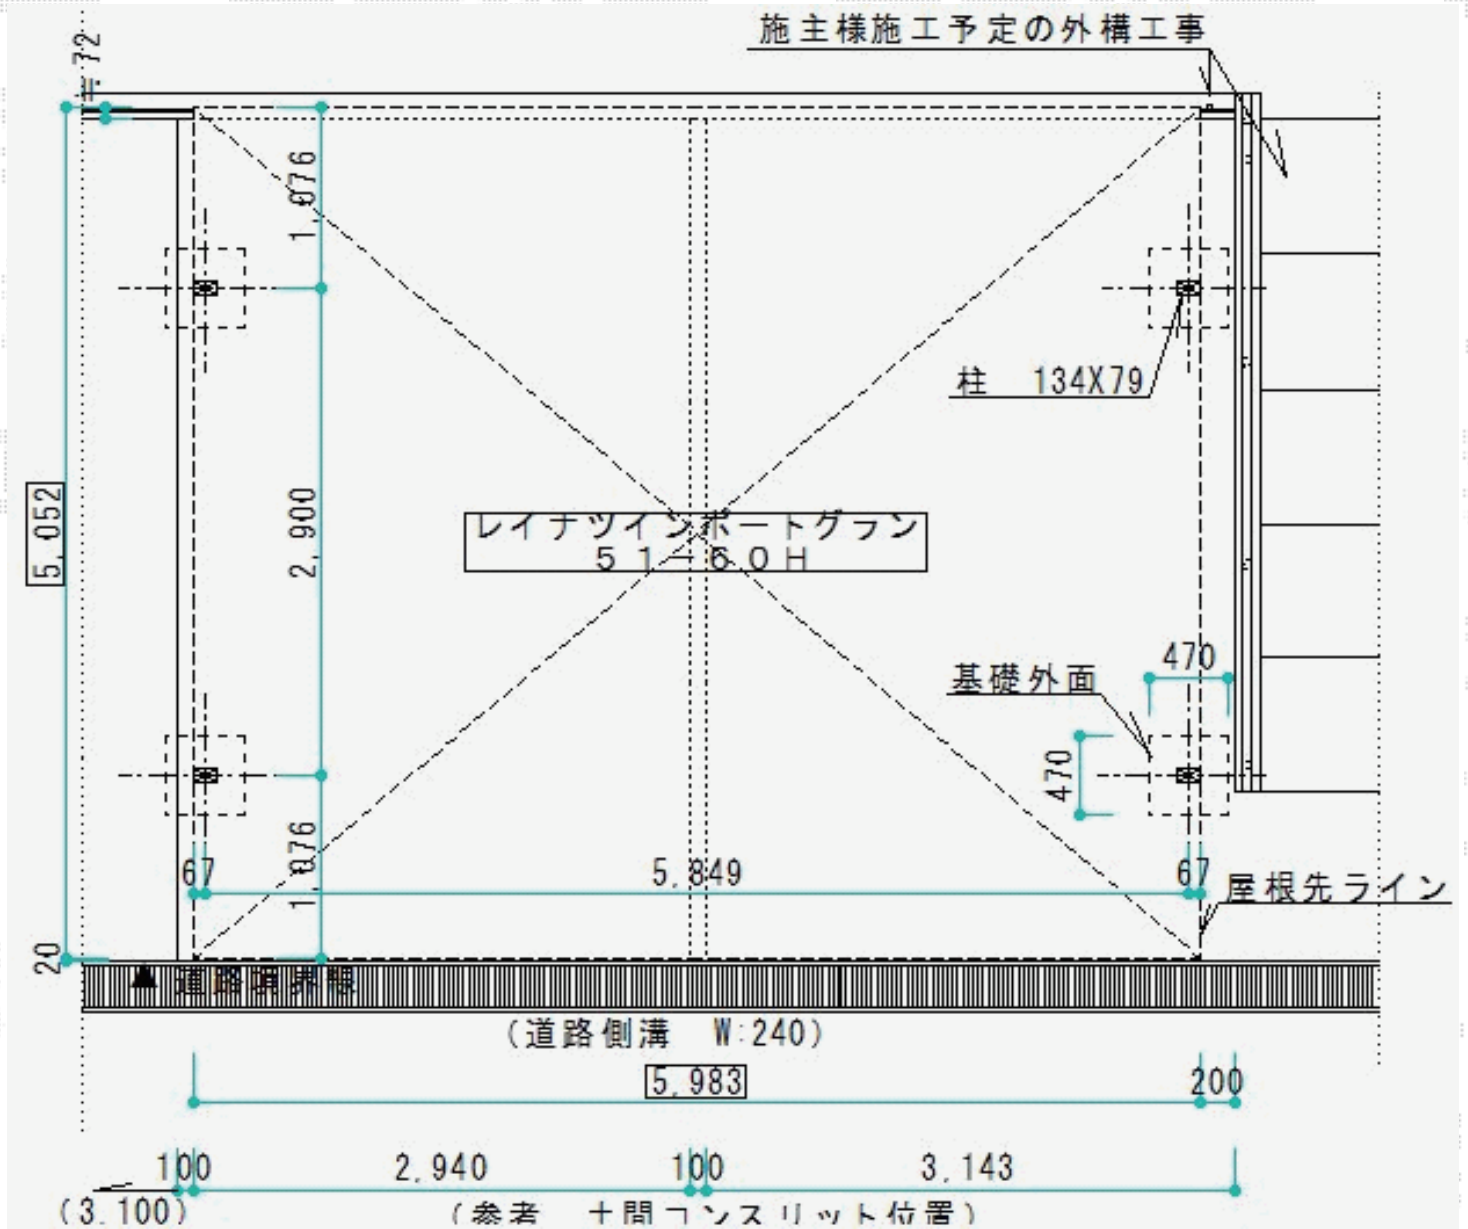 施主様施工予定の外構工事
≒72
1,076
柱 134X79
5,052
2,900
レイナツインポートグラン
51-60H
470
基礎外面
470
1,076
67
5,849
67
屋根先ライン
20
▲ 道路境界線
(道路側溝 W:240)
5,983
200
100
2,940
100
3,143
(3,100)
(参考 土間コンスリット位置)